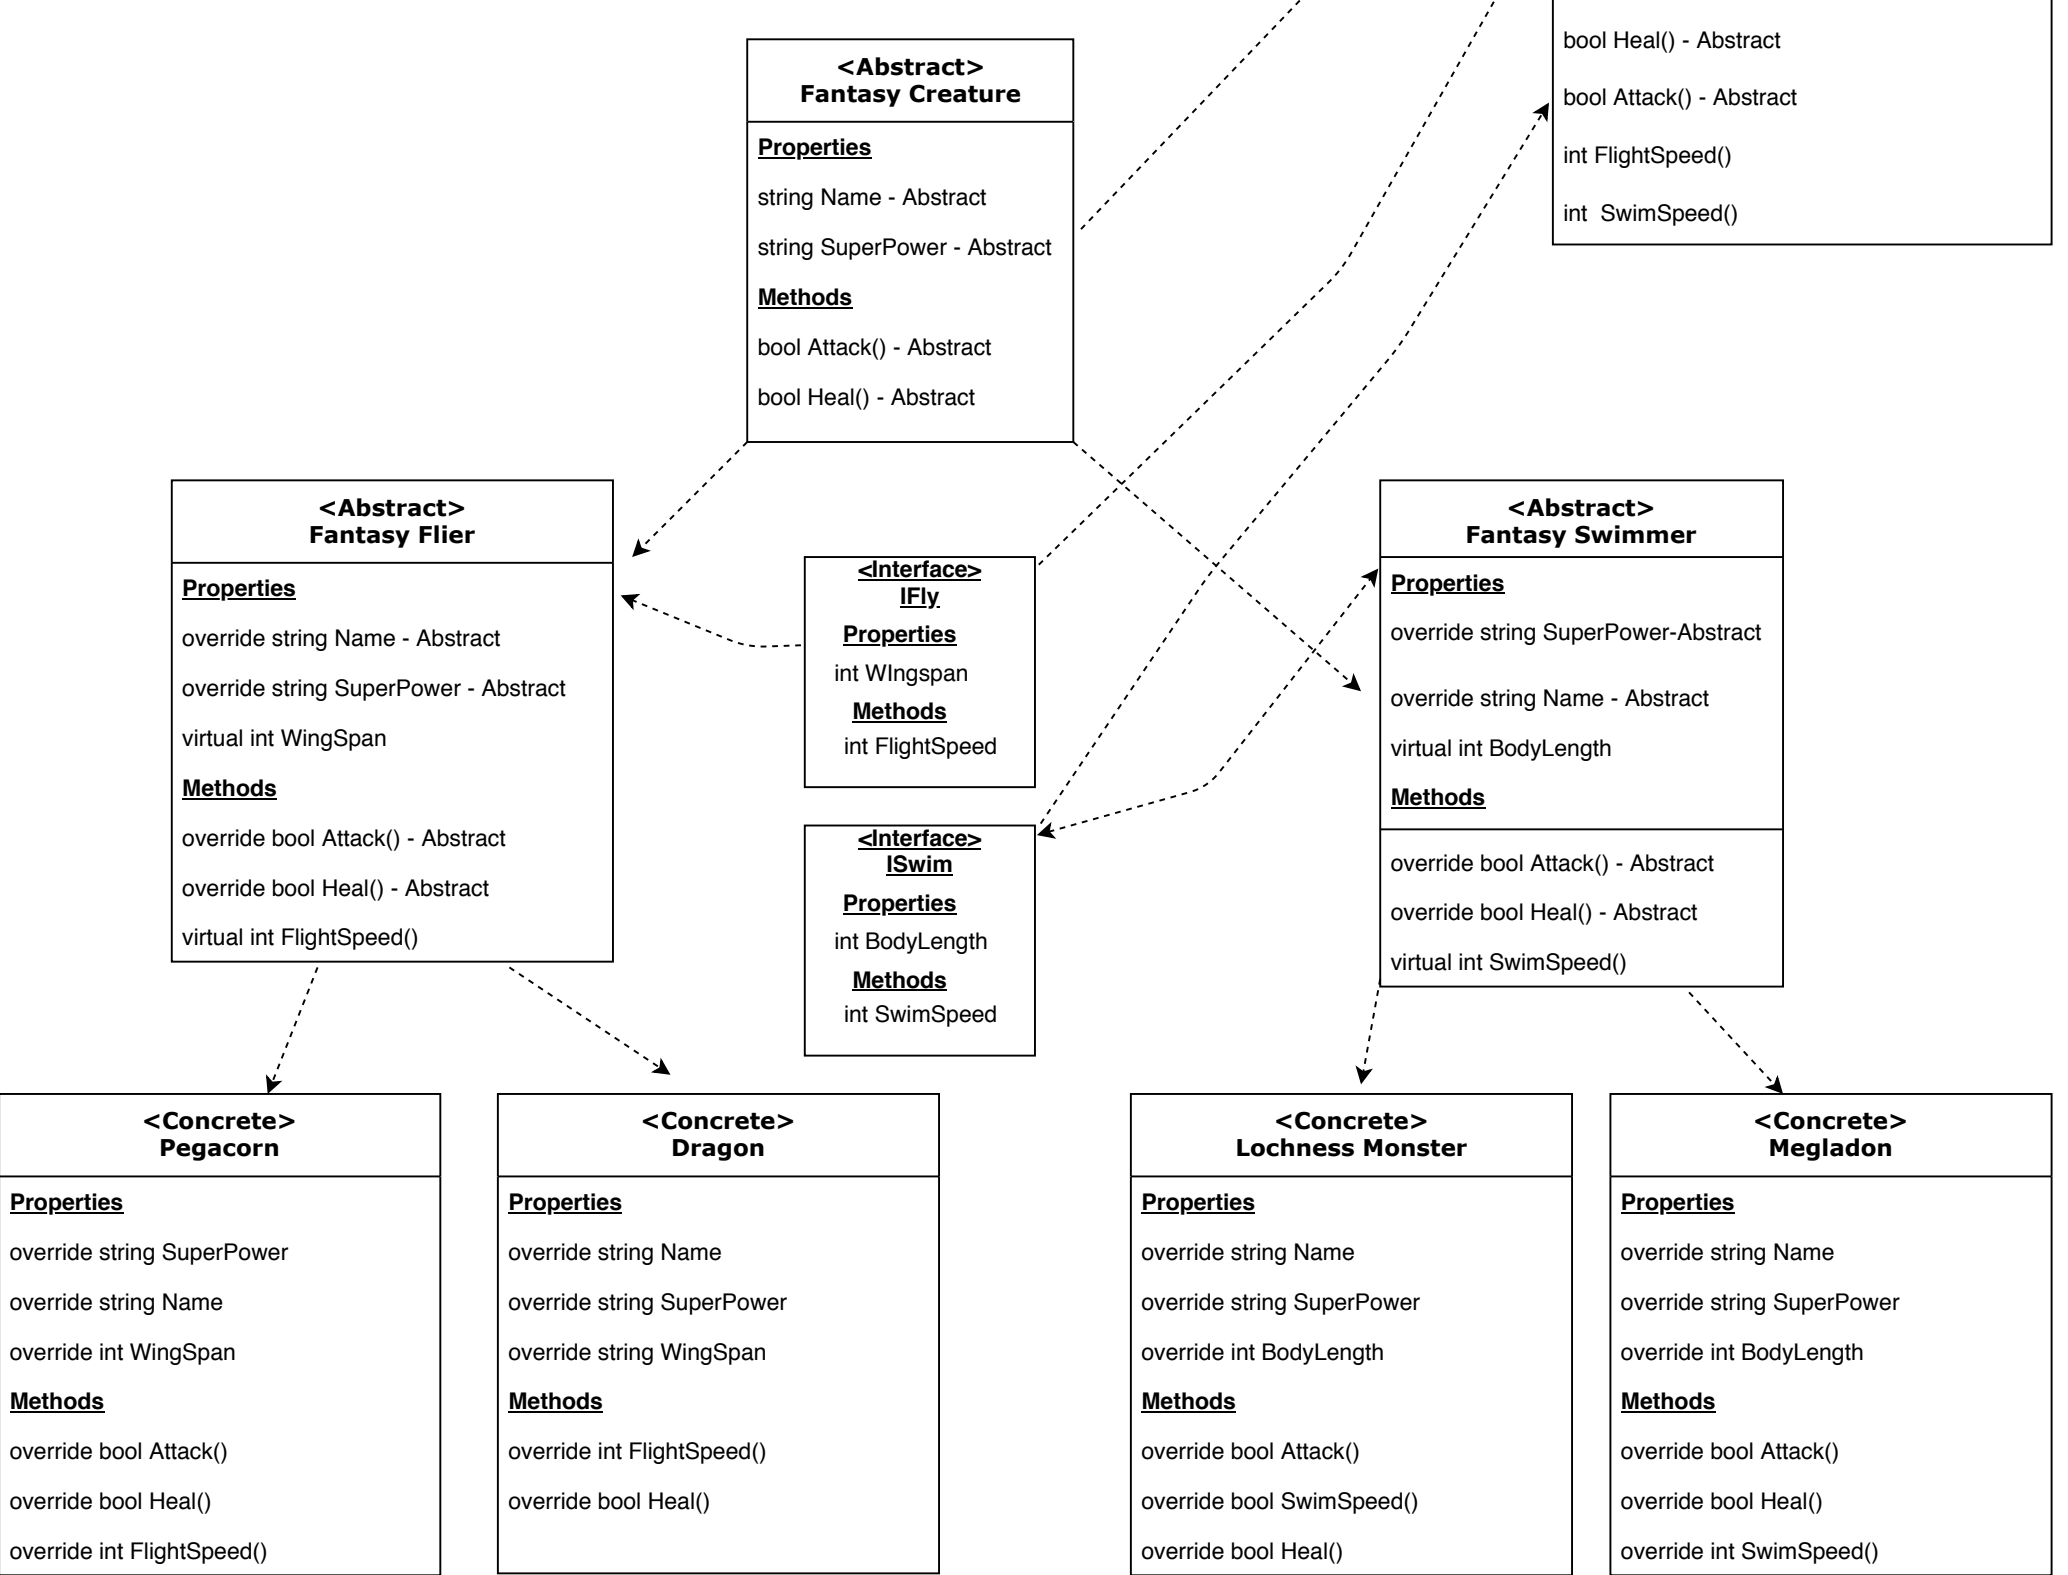 <Abstract>
Fantasy Creature
Properties
string Name - Abstract
string SuperPower - Abstract
Methods
bool Attack() - Abstract
bool Heal() - Abstract
bool Heal() - Abstract
bool Attack() - Abstract
int FlightSpeed()
int  SwimSpeed()
<Abstract>
Fantasy Flier
Properties
override string Name - Abstract
override string SuperPower - Abstract
virtual int WingSpan
Methods
override bool Attack() - Abstract
override bool Heal() - Abstract
virtual int FlightSpeed()
<Interface>
IFly
Properties
int WIngspan
Methods
int FlightSpeed
<Interface>
ISwim
Properties
int BodyLength
Methods
int SwimSpeed
<Abstract>
Fantasy Swimmer
Properties
override string SuperPower-Abstract
override string Name - Abstract
virtual int BodyLength
Methods
override bool Attack() - Abstract
override bool Heal() - Abstract
virtual int SwimSpeed()
<Concrete>
Pegacorn
Properties
override string SuperPower
override string Name
override int WingSpan
Methods
override bool Attack()
override bool Heal()
override int FlightSpeed()
<Concrete>
Dragon
Properties
override string Name
override string SuperPower
override string WingSpan
Methods
override int FlightSpeed()
override bool Heal()
<Concrete>
Lochness Monster
Properties
override string Name
override string SuperPower
override int BodyLength
Methods
override bool Attack()
override bool SwimSpeed()
override bool Heal()
<Concrete>
Megladon
Properties
override string Name
override string SuperPower
override int BodyLength
Methods
override bool Attack()
override bool Heal()
override int SwimSpeed()